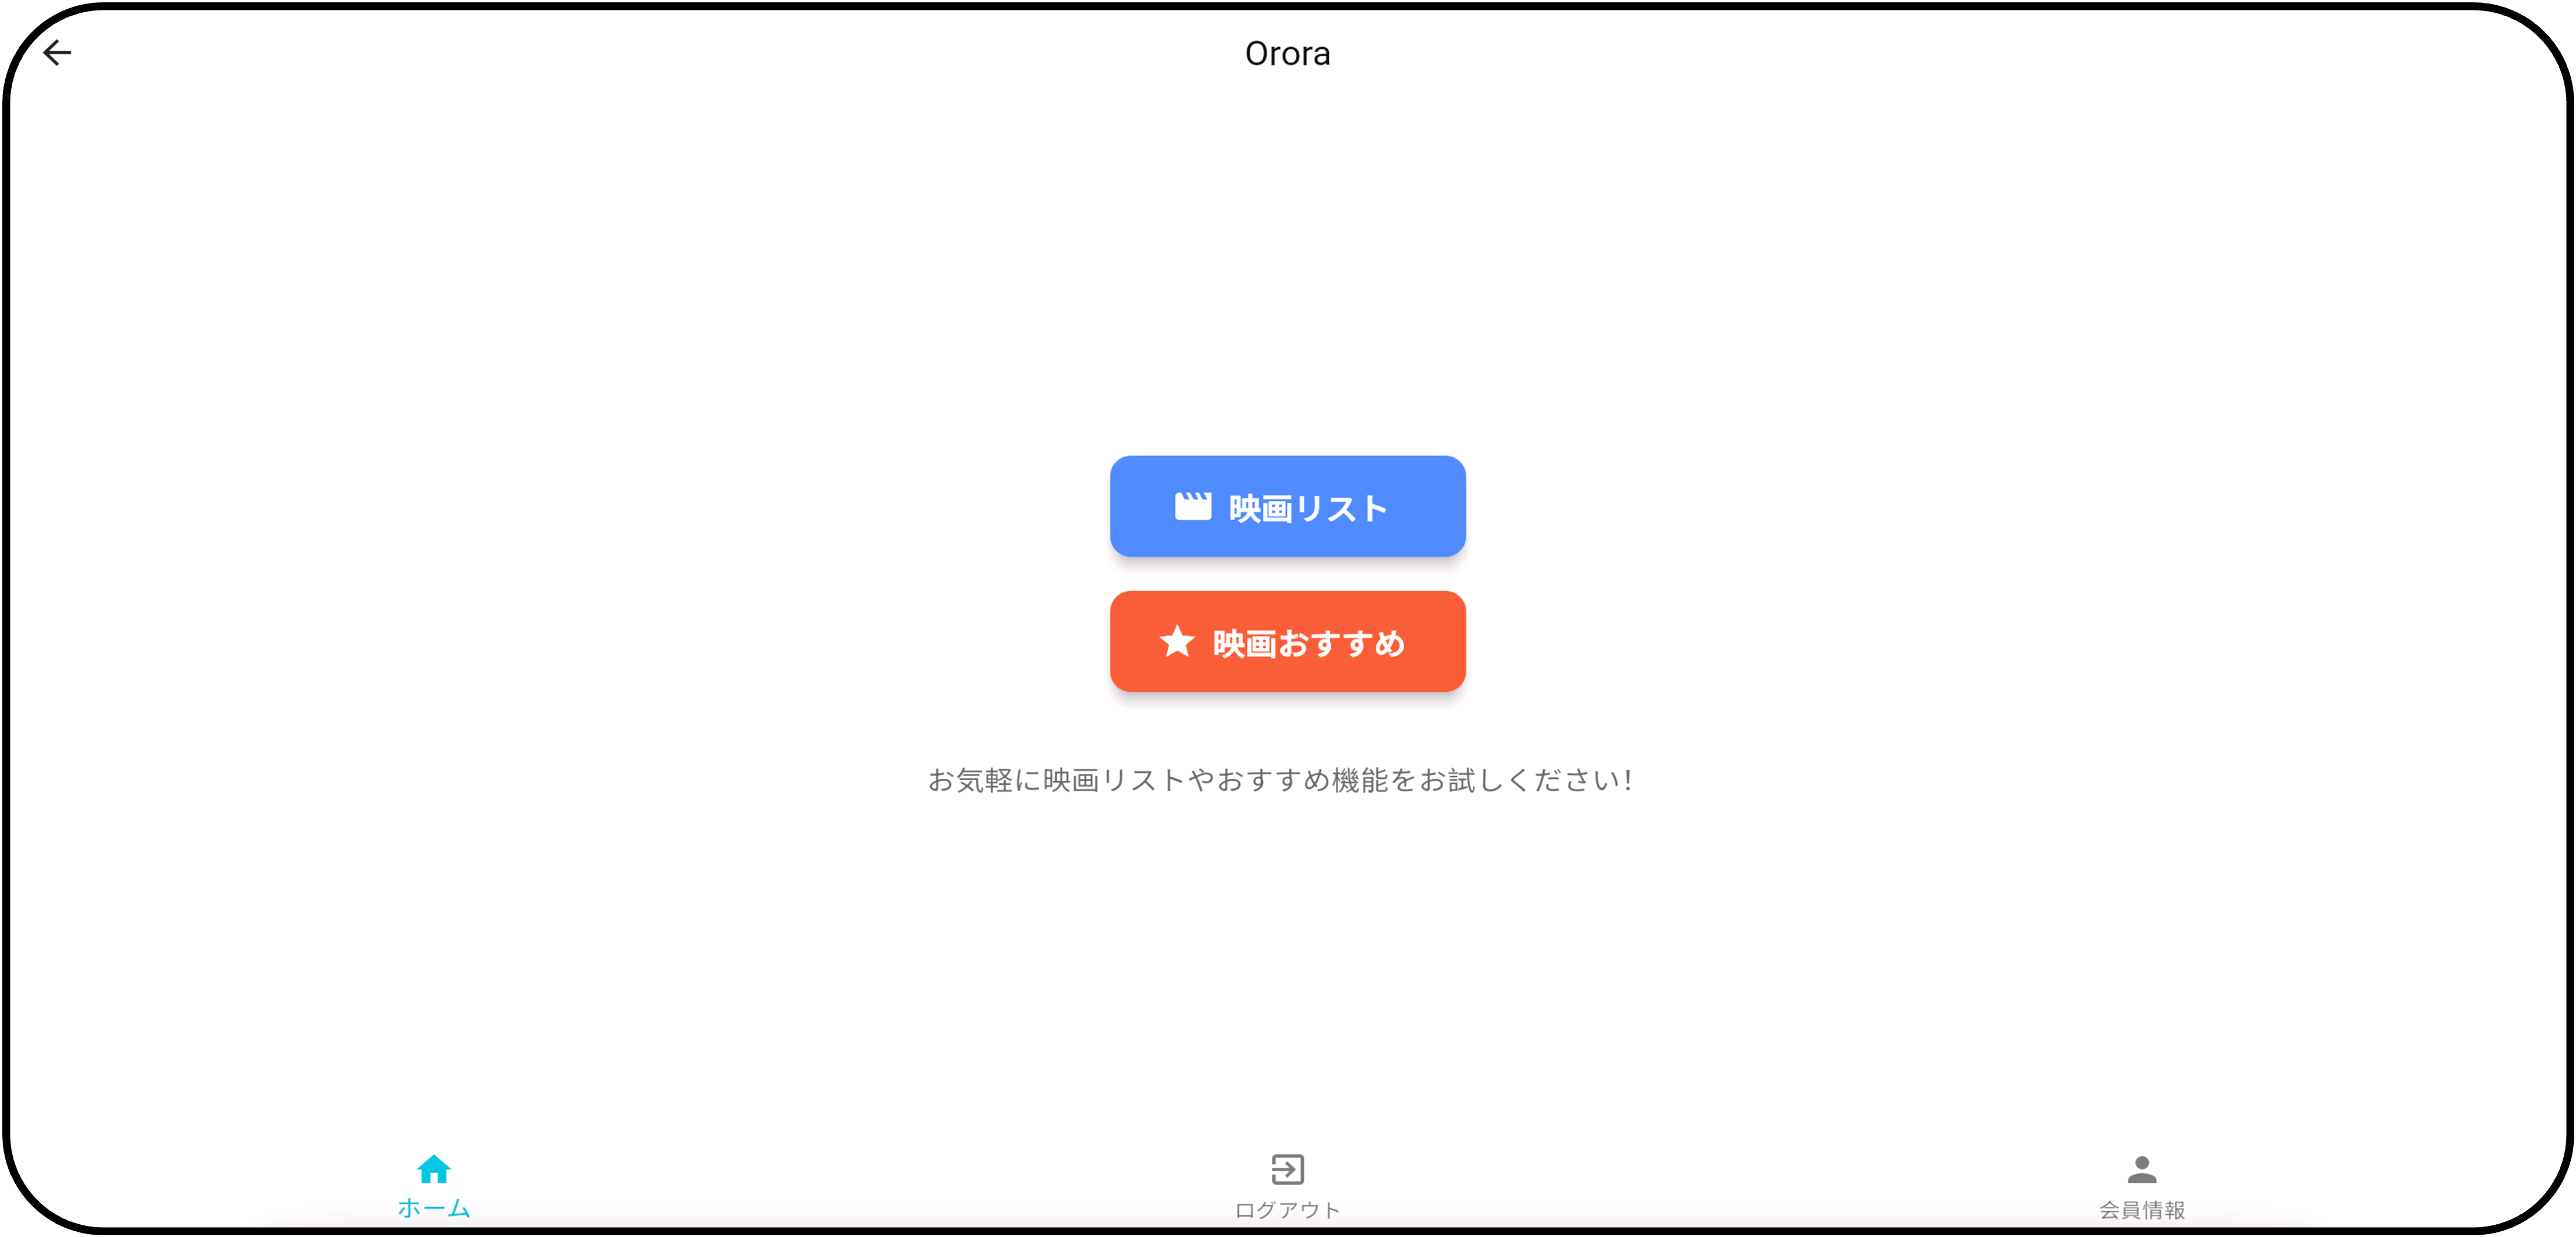 Orora
映画リスト
映画おすすめ
お気軽に映画リストやおすすめ機能をお試しください!
ホーム
ログアウト
会員情報